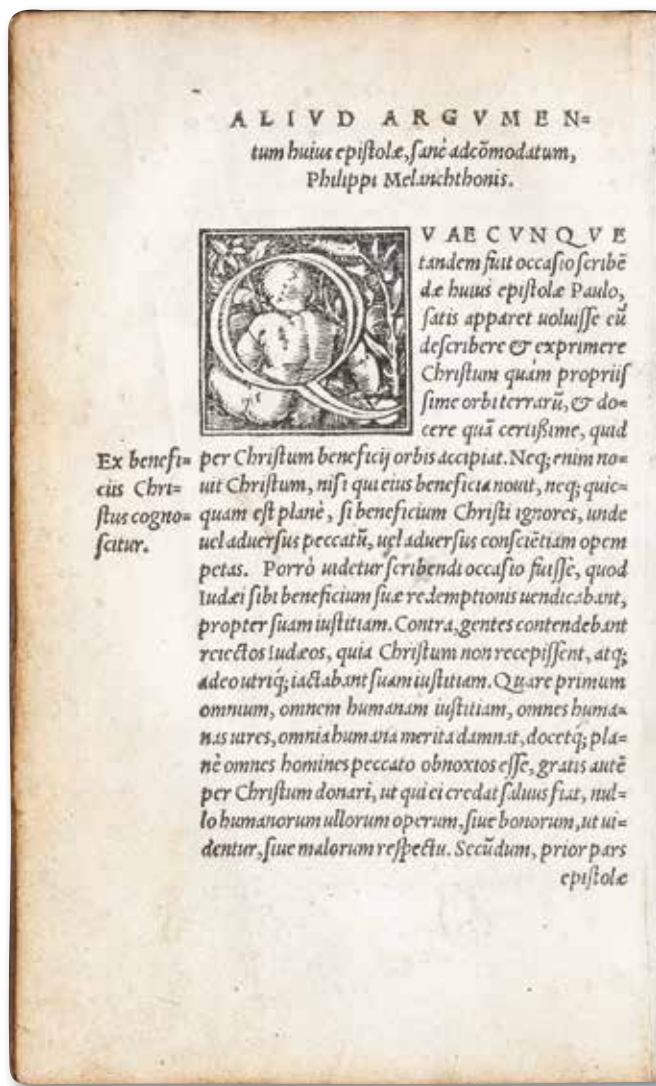 ALIVD ARGVMEN=
tum huius epiſtolæ, ſanè adcõmodatum,
Philippi Melanchthonis.
QVAECVNQVE
tandem fuit occaſio ſcribẽ
dæ huius epiſtolæ Paulo,
ſatis apparet uoluiſſe eũ
deſcribere & exprimere
Chriſtum quàm propriiſ
ſime orbi terrarũ, & do=
cere quã certißime, quid
Ex benefi=
ciis Chri=
ſtus cogno=
ſcitur.
per Chriſtum beneficij orbis accipiat. Neq; enim no=
uit Chriſtum, niſi qui eius beneficia nouit, neq; quic=
quam eſt planè, ſi beneficium Chriſti ignores, unde
uel aduerſus peccatũ, uel aduerſus conſciẽtiam opem
petas. Porrò uidetur ſcribendi occaſio fuiſſe, quod
Iudæi ſibi beneficium ſuæ redemptionis uendicabant,
propter ſuam iuſtitiam. Contra, gentes contendebant
reiectos Iudæos, quia Chriſtum non recepiſſent, atq;
adeo utriq; iactabant ſuam iuſtitiam. Quare primum
omnium, omnem humanam iuſtitiam, omnes huma=
nas uires, omnia humana merita damnat, docetq; pla=
nè omnes homines peccato obnoxios eſſe, gratis autẽ
per Chriſtum donari, ut qui ei credat ſaluus fiat, nul=
lo humanorum ullorum operum, ſiue bonorum, ut ui=
dentur, ſiue malorum reſpectu. Secũdum, prior pars
epiſtolæ